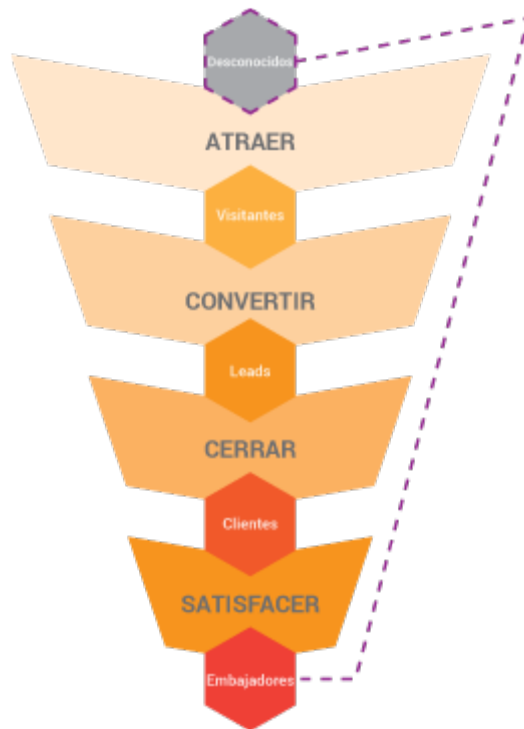 Desconocidos
ATRAER
Visitantes
CONVERTIR
Leads
CERRAR
Clientes
SATISFACER
Embajadores